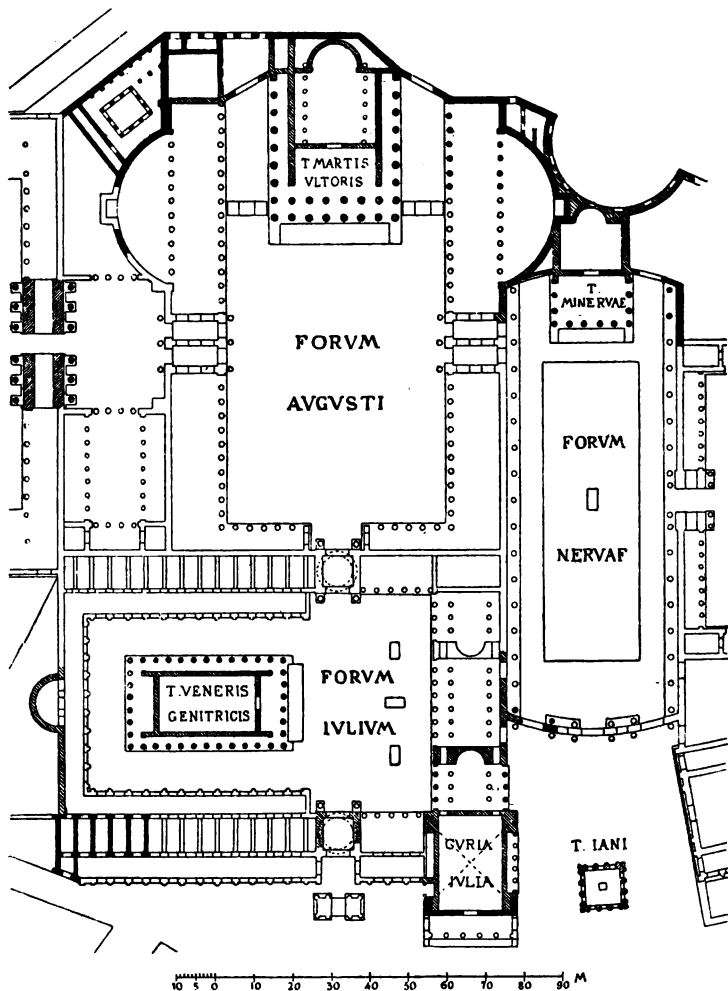 T. MARTIS
VLTORIS
T.
MINERVAE
FORVM
AVGVSTI
FORVM
NERVAF
T. VENERIS
GENITRICIS
FORVM
IVLIVM
CVRIA
IVLIA
T. IANI
10 5 0 10 20 30 40 50 60 70 80 90 M